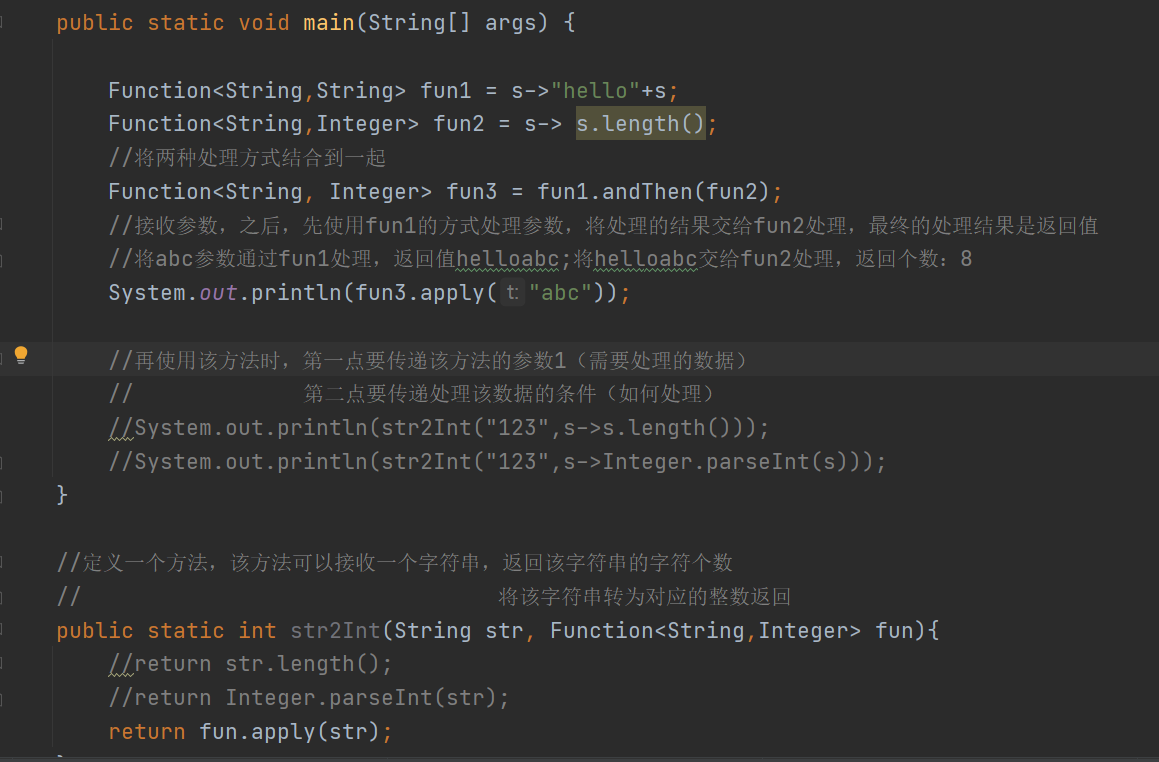 public static void main(String[] args) {
Function<String,String> fun1 = s->"hello"+s;
Function<String,Integer> fun2 = s-> s.length();
//将两种处理方式结合到一起
Function<String, Integer> fun3 = fun1.andThen(fun2);
//接收参数，之后，先使用fun1的方式处理参数，将处理的结果交给fun2处理，最终的处理结果是返回值
//将abc参数通过fun1处理，返回值helloabc;将helloabc交给fun2处理，返回个数：8
System.out.println(fun3.apply( t: "abc"));
//再使用该方法时，第一点要传递该方法的参数1（需要处理的数据）
// 第二点要传递处理该数据的条件（如何处理）
//System.out.println(str2Int("123",s->s.length()));
//System.out.println(str2Int("123",s->Integer.parseInt(s)));
}
//定义一个方法，该方法可以接收一个字符串，返回该字符串的字符个数
// 将该字符串转为对应的整数返回
public static int str2Int(String str, Function<String,Integer> fun){
//return str.length();
//return Integer.parseInt(str);
return fun.apply(str);